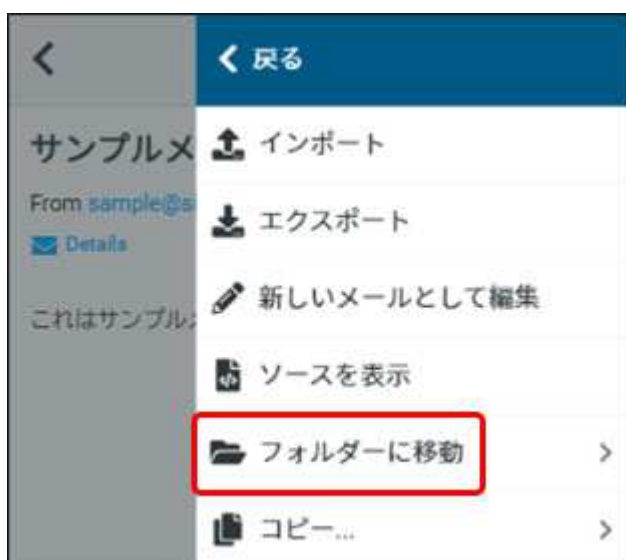 戻る
サンプルメ
インポート
From sample@s
Details
エクスポート
新しいメールとして編集
これはサンプル
ソースを表示
フォルダーに移動
コピー...